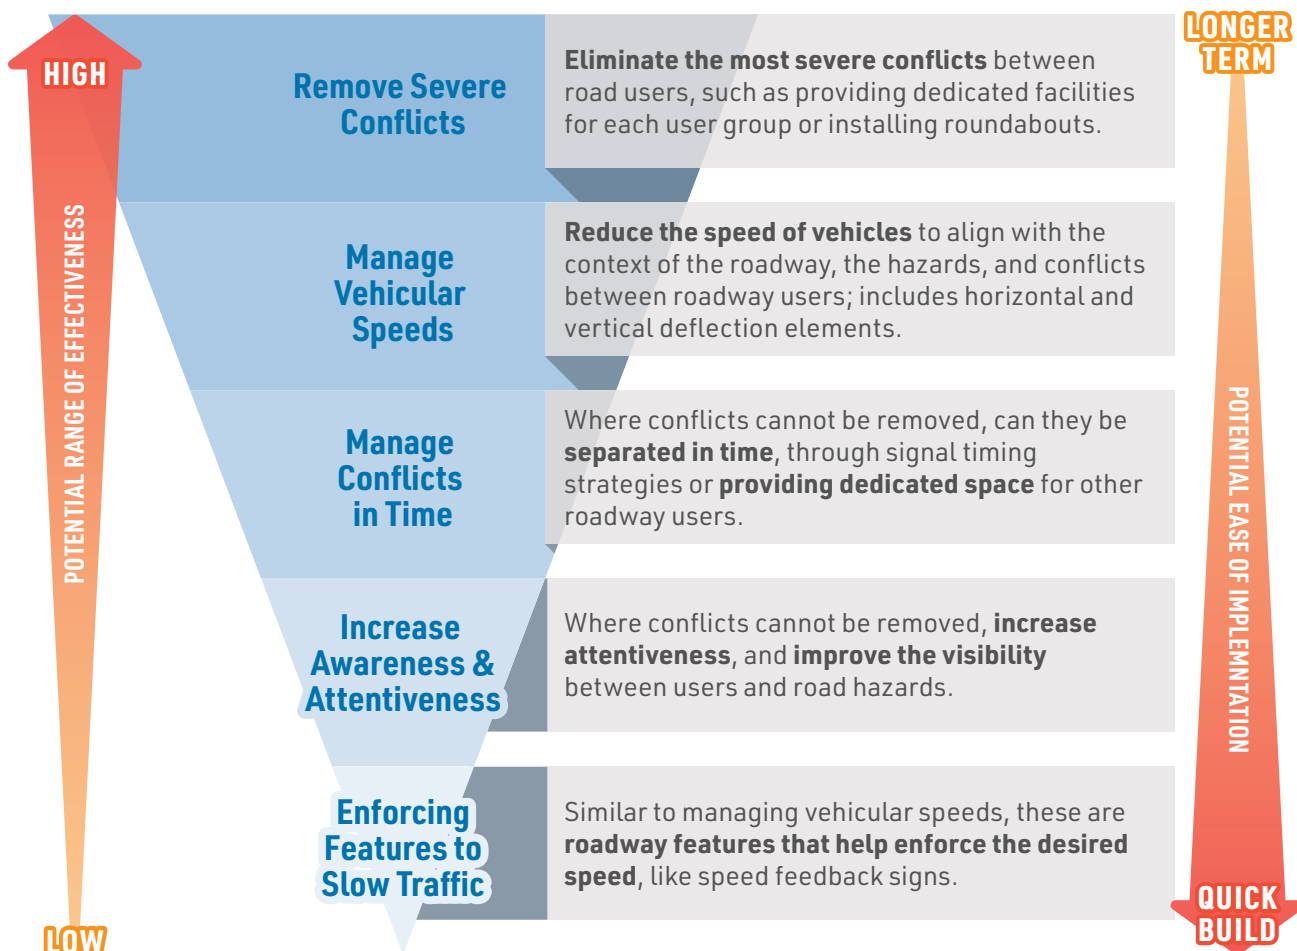 HIGH
POTENTIAL RANGE OF EFFECTIVENESS
LOW
Remove Severe
Conflicts
Eliminate the most severe conflicts between
road users, such as providing dedicated facilities
for each user group or installing roundabouts.
Manage
Vehicular
Speeds
Reduce the speed of vehicles to align with the
context of the roadway, the hazards, and conflicts
between roadway users; includes horizontal and
vertical deflection elements.
Manage
Conflicts
in Time
Where conflicts cannot be removed, can they be
separated in time, through signal timing
strategies or providing dedicated space for other
roadway users.
Increase
Awareness &
Attentiveness
Where conflicts cannot be removed, increase
attentiveness, and improve the visibility
between users and road hazards.
Enforcing
Features to
Slow Traffic
Similar to managing vehicular speeds, these are
roadway features that help enforce the desired
speed, like speed feedback signs.
LONGER
TERM
POTENTIAL EASE OF IMPLEMNTATION
QUICK
BUILD